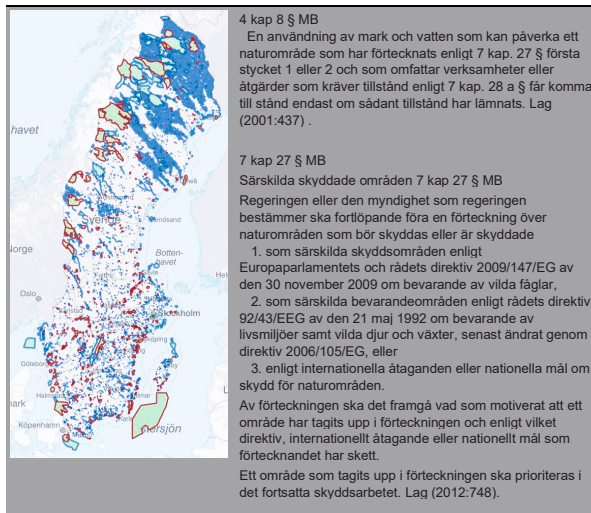 4 kap 8 § MB
En användning av mark och vatten som kan påverka ett
naturområde som har förtecknats enligt 7 kap. 27 § första
stycket 1 eller 2 och som omfattar verksamheter eller
åtgärder som kräver tillstånd enligt 7 kap. 28 a § får komma
till stånd endast om sådant tillstånd har lämnats. Lag
(2001:437) .
7 kap 27 § MB
Särskilda skyddade områden 7 kap 27 § MB
Regeringen eller den myndighet som regeringen
bestämmer ska fortlöpande föra en förteckning över
naturområden som bör skyddas eller är skyddade
1. som särskilda skyddsområden enligt
Europaparlamentets och rådets direktiv 2009/147/EG av
den 30 november 2009 om bevarande av vilda fåglar,
2. som särskilda bevarandeområden enligt rådets direktiv
92/43/EEG av den 21 maj 1992 om bevarande av
livsmiljöer samt vilda djur och växter, senast ändrat genom
direktiv 2006/105/EG, eller
3. enligt internationella åtaganden eller nationella mål om
skydd för naturområden.
Av förteckningen ska det framgå vad som motiverat att ett
område har tagits upp i förteckningen och enligt vilket
direktiv, internationellt åtagande eller nationellt mål som
förtecknandet har skett.
Ett område som tagits upp i förteckningen ska prioriteras i
det fortsatta skyddsarbetet. Lag (2012:748).
havet
Sverige
Botten-
havet
Oslo
Stockholm
Göteborg
København